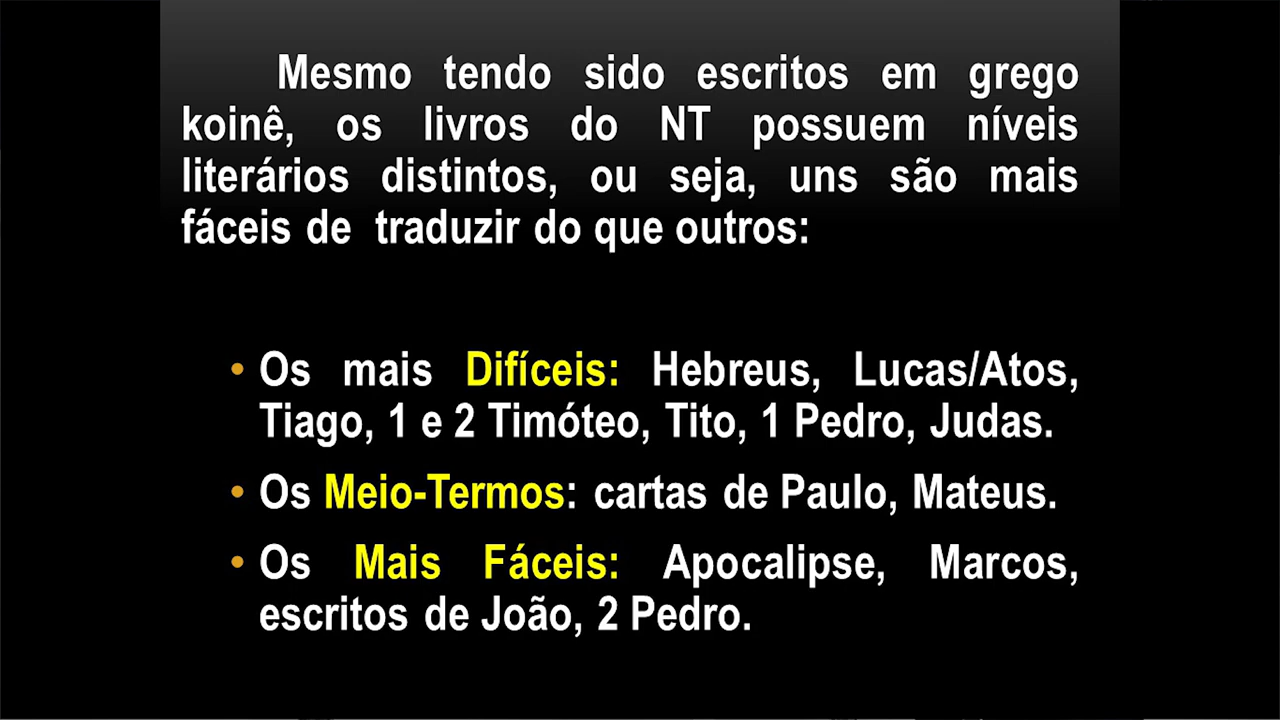 Mesmo tendo sido escritos em grego
koinê, os livros do NT possuem níveis
literários distintos, ou seja, uns são mais
fáceis de traduzir do que outros:
• Os mais Difíceis: Hebreus, Lucas/Atos,
Tiago, 1 e 2 Timóteo, Tito, 1 Pedro, Judas.
• Os Meio-Termos: cartas de Paulo, Mateus.
• Os Mais Fáceis: Apocalipse, Marcos,
escritos de João, 2 Pedro.